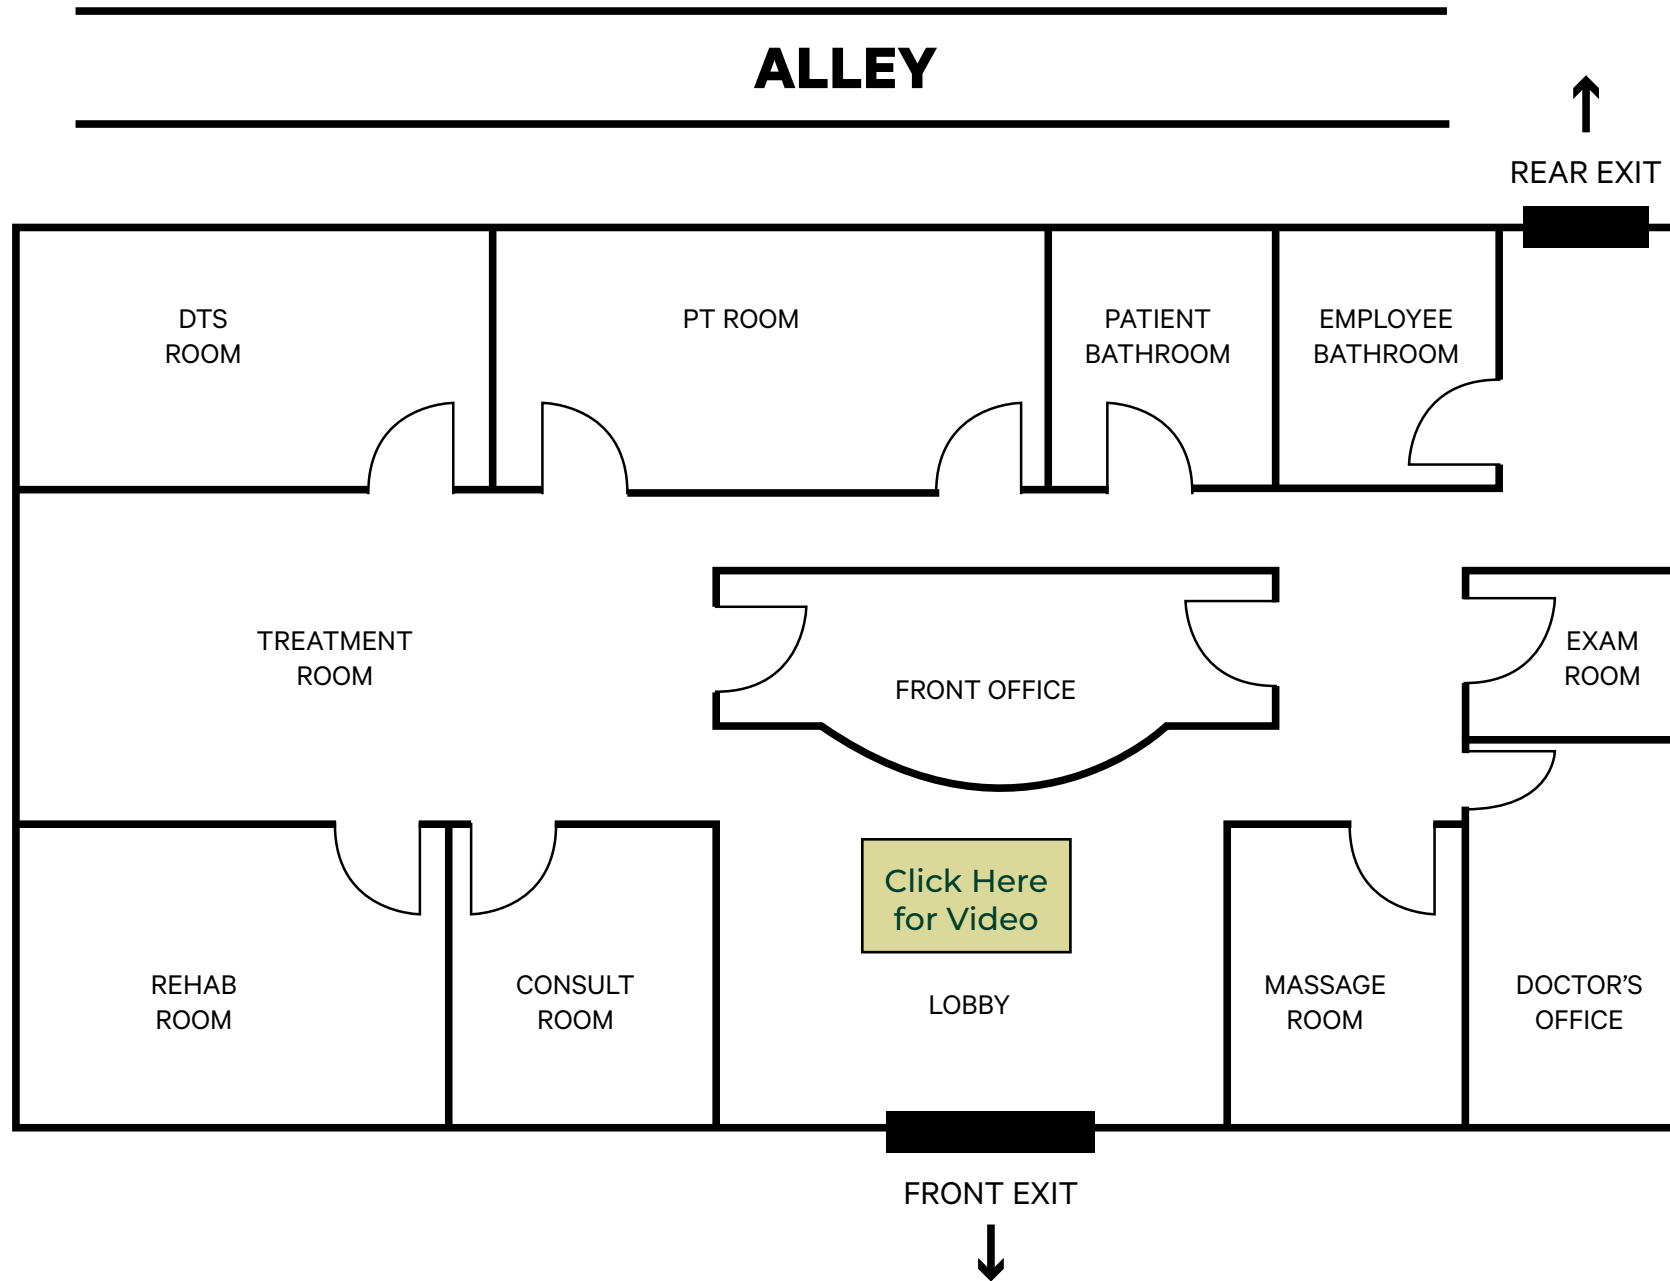 ALLEY
REAR EXIT
DTS
ROOM
PT ROOM
PATIENT
BATHROOM
EMPLOYEE
BATHROOM
TREATMENT
ROOM
FRONT OFFICE
EXAM
ROOM
Click Here
for Video
REHAB
ROOM
CONSULT
ROOM
LOBBY
MASSAGE
ROOM
DOCTOR’S
OFFICE
FRONT EXIT